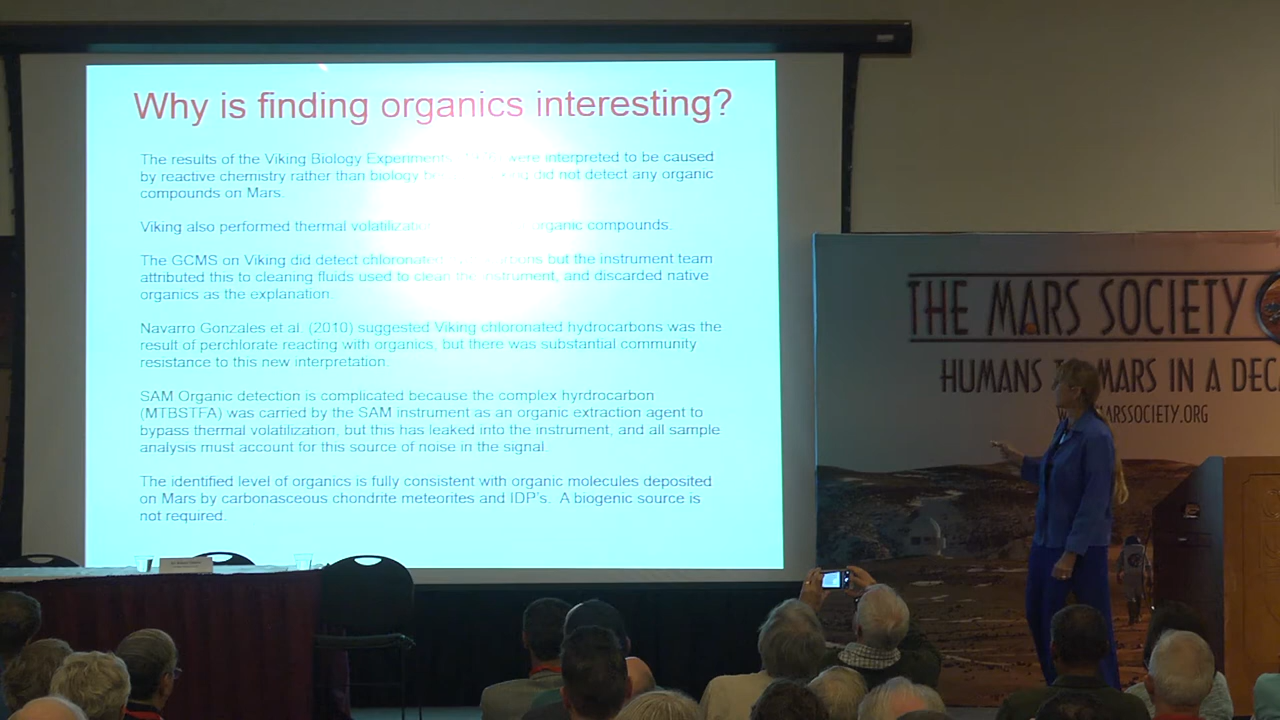 Why is finding organics interesting?
The results of the Viking Biology Experiments were interpreted to be caused
by reactive chemistry rather than biology did not detect any organic
compounds on Mars.
Viking also performed thermal organic compounds.
The GCMS on Viking did detect chloronated but the instrument team
attributed this to cleaning fluids used to clean the instrument, and discarded native
organics as the explanation.
Navarro Gonzales et al. (2010) suggested Viking chloronated hydrocarbons was the
result of perchlorate reacting with organics, but there was substantial community
resistance to this new interpretation.
SAM Organic detection is complicated because the complex hyrdrocarbon
(MTBSTFA) was carried by the SAM instrument as an organic extraction agent to
bypass thermal volatilization, but this has leaked into the instrument, and all sample
analysis must account for this source of noise in the signal.
The identified level of organics is fully consistent with organic molecules deposited
on Mars by carbonasceous chondrite meteorites and IDP's. A biogenic source is
not required.
THE MARS SOCIETY
HUMANS MARS IN A